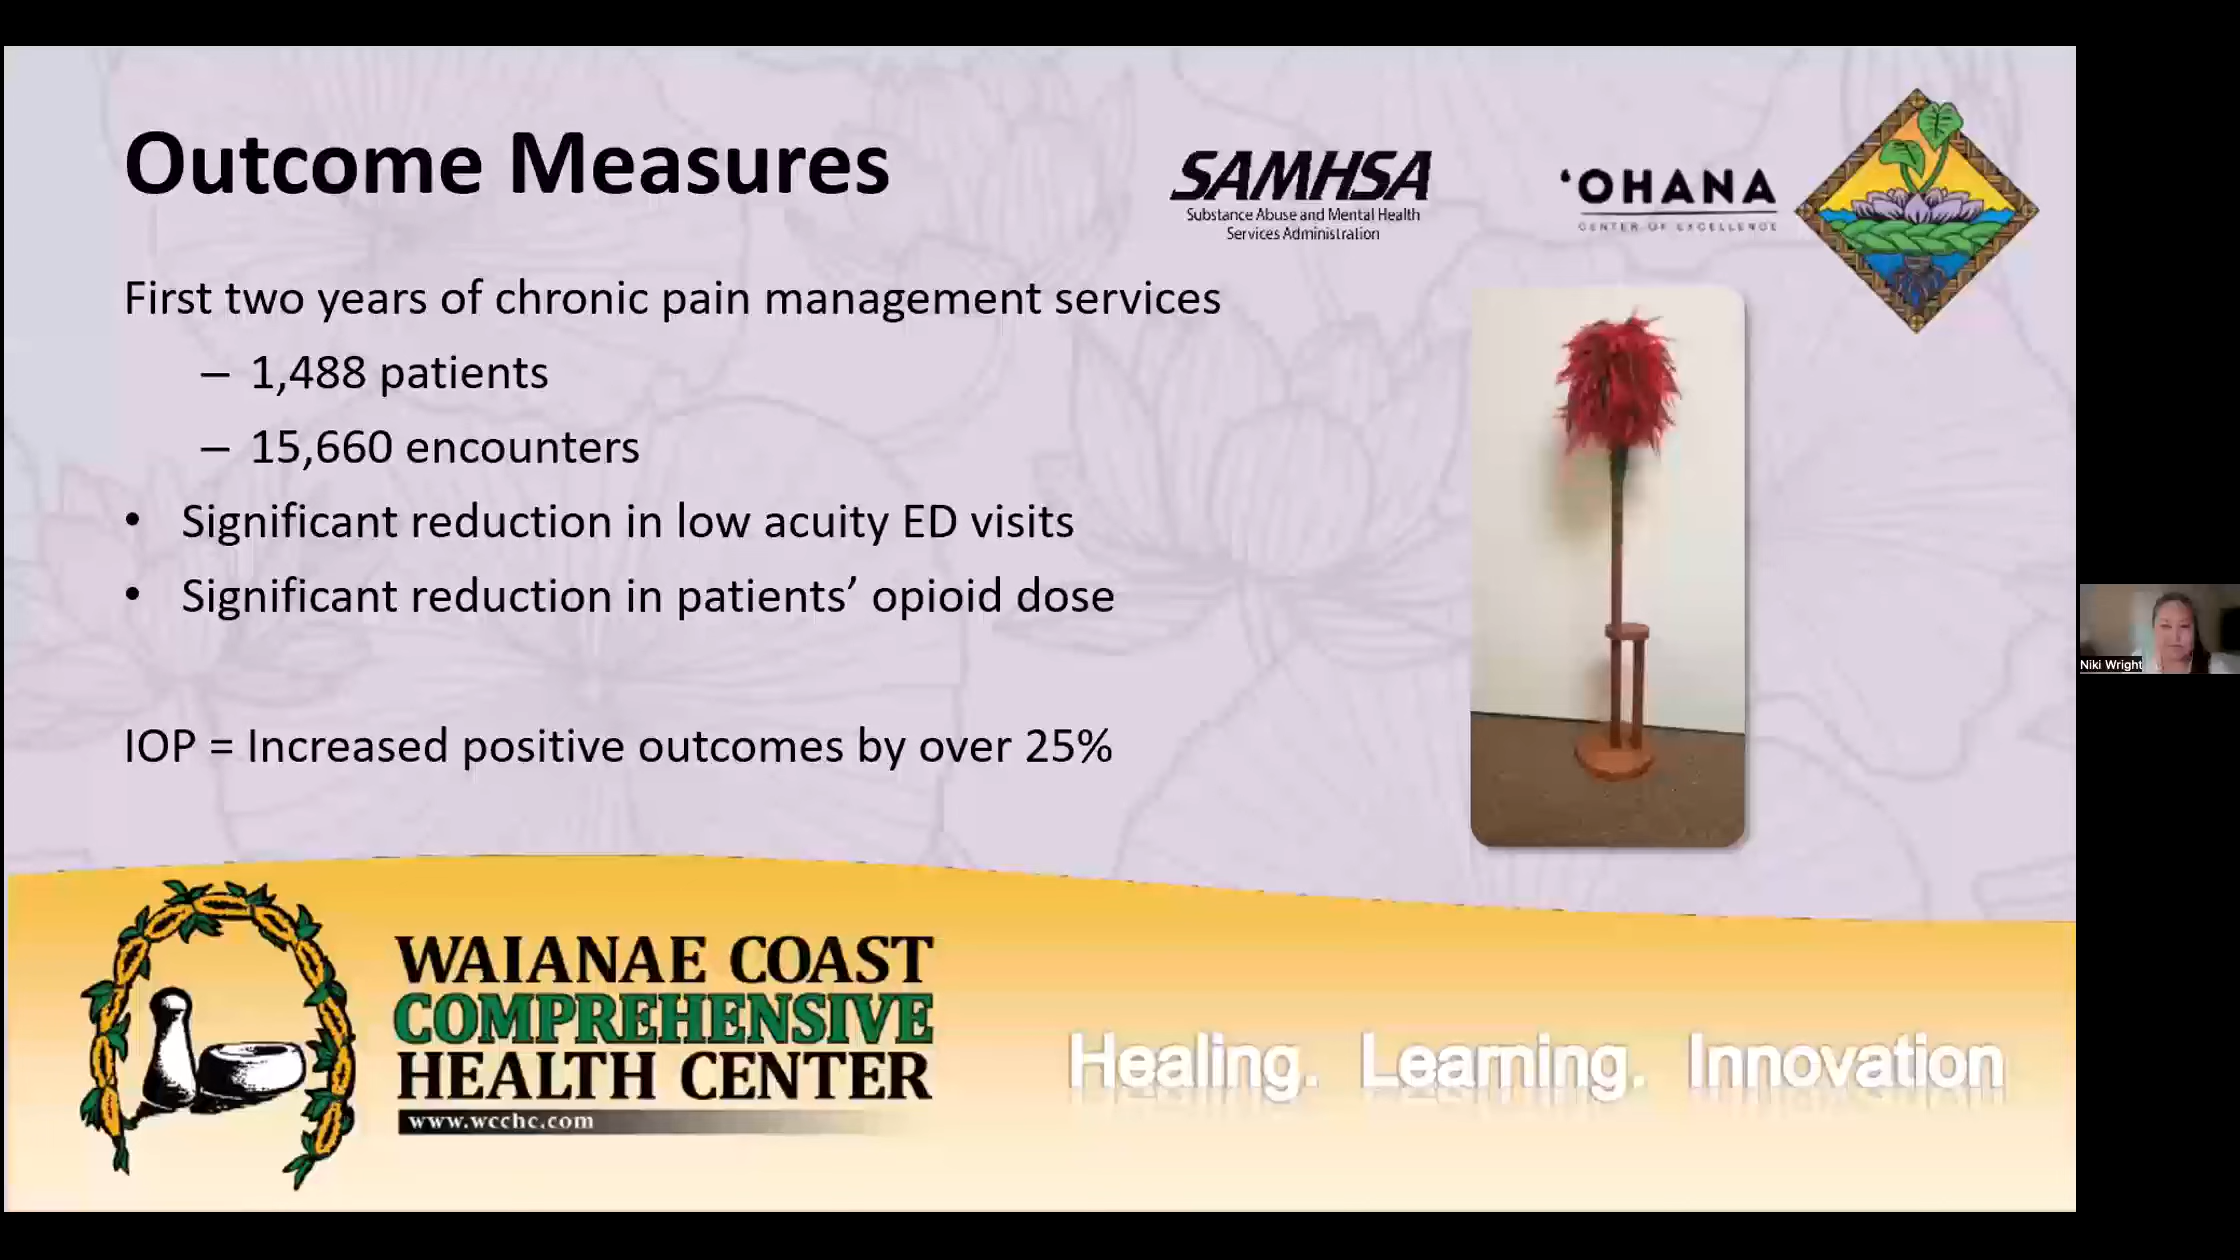 Outcome Measures
SAMHSA
Substance Abuse and Mental Health
Services Administration
‘OHANA
CENTER OF EXCELLENCE
First two years of chronic pain management services
– 1,488 patients
– 15,660 encounters
• Significant reduction in low acuity ED visits
• Significant reduction in patients’ opioid dose
IOP = Increased positive outcomes by over 25%
Niki Wright
WAIANAE COAST
COMPREHENSIVE
HEALTH CENTER
www.wcchc.com
Healing. Learning. Innovation